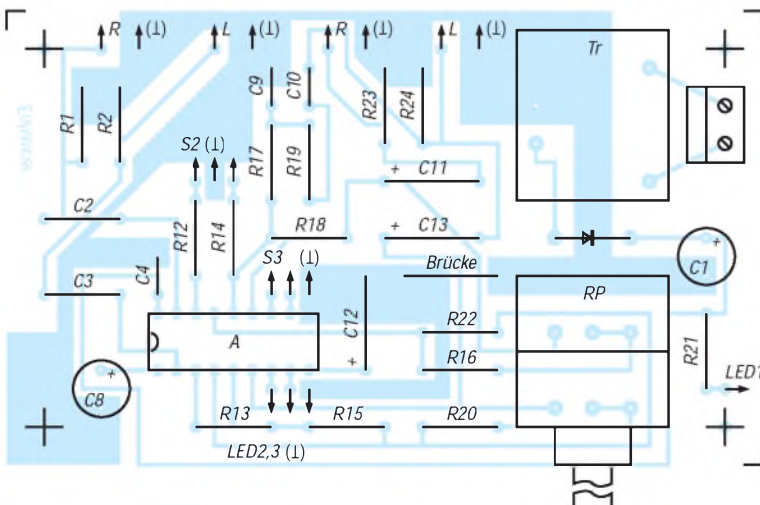 R (⊥) L (⊥) R (⊥) L (⊥)
Tr
C9
C10
R1
R2
R23
R24
S2 (⊥)
R17
R19
+ C11
C2
R12
R14
R18
+ C13
+
C1
C3
C4
S3 (⊥)
Brücke
RP
A
C12
+
R22
R21
R16
+
C8
LED1
R13
R15
R20
LED2,3 (⊥)